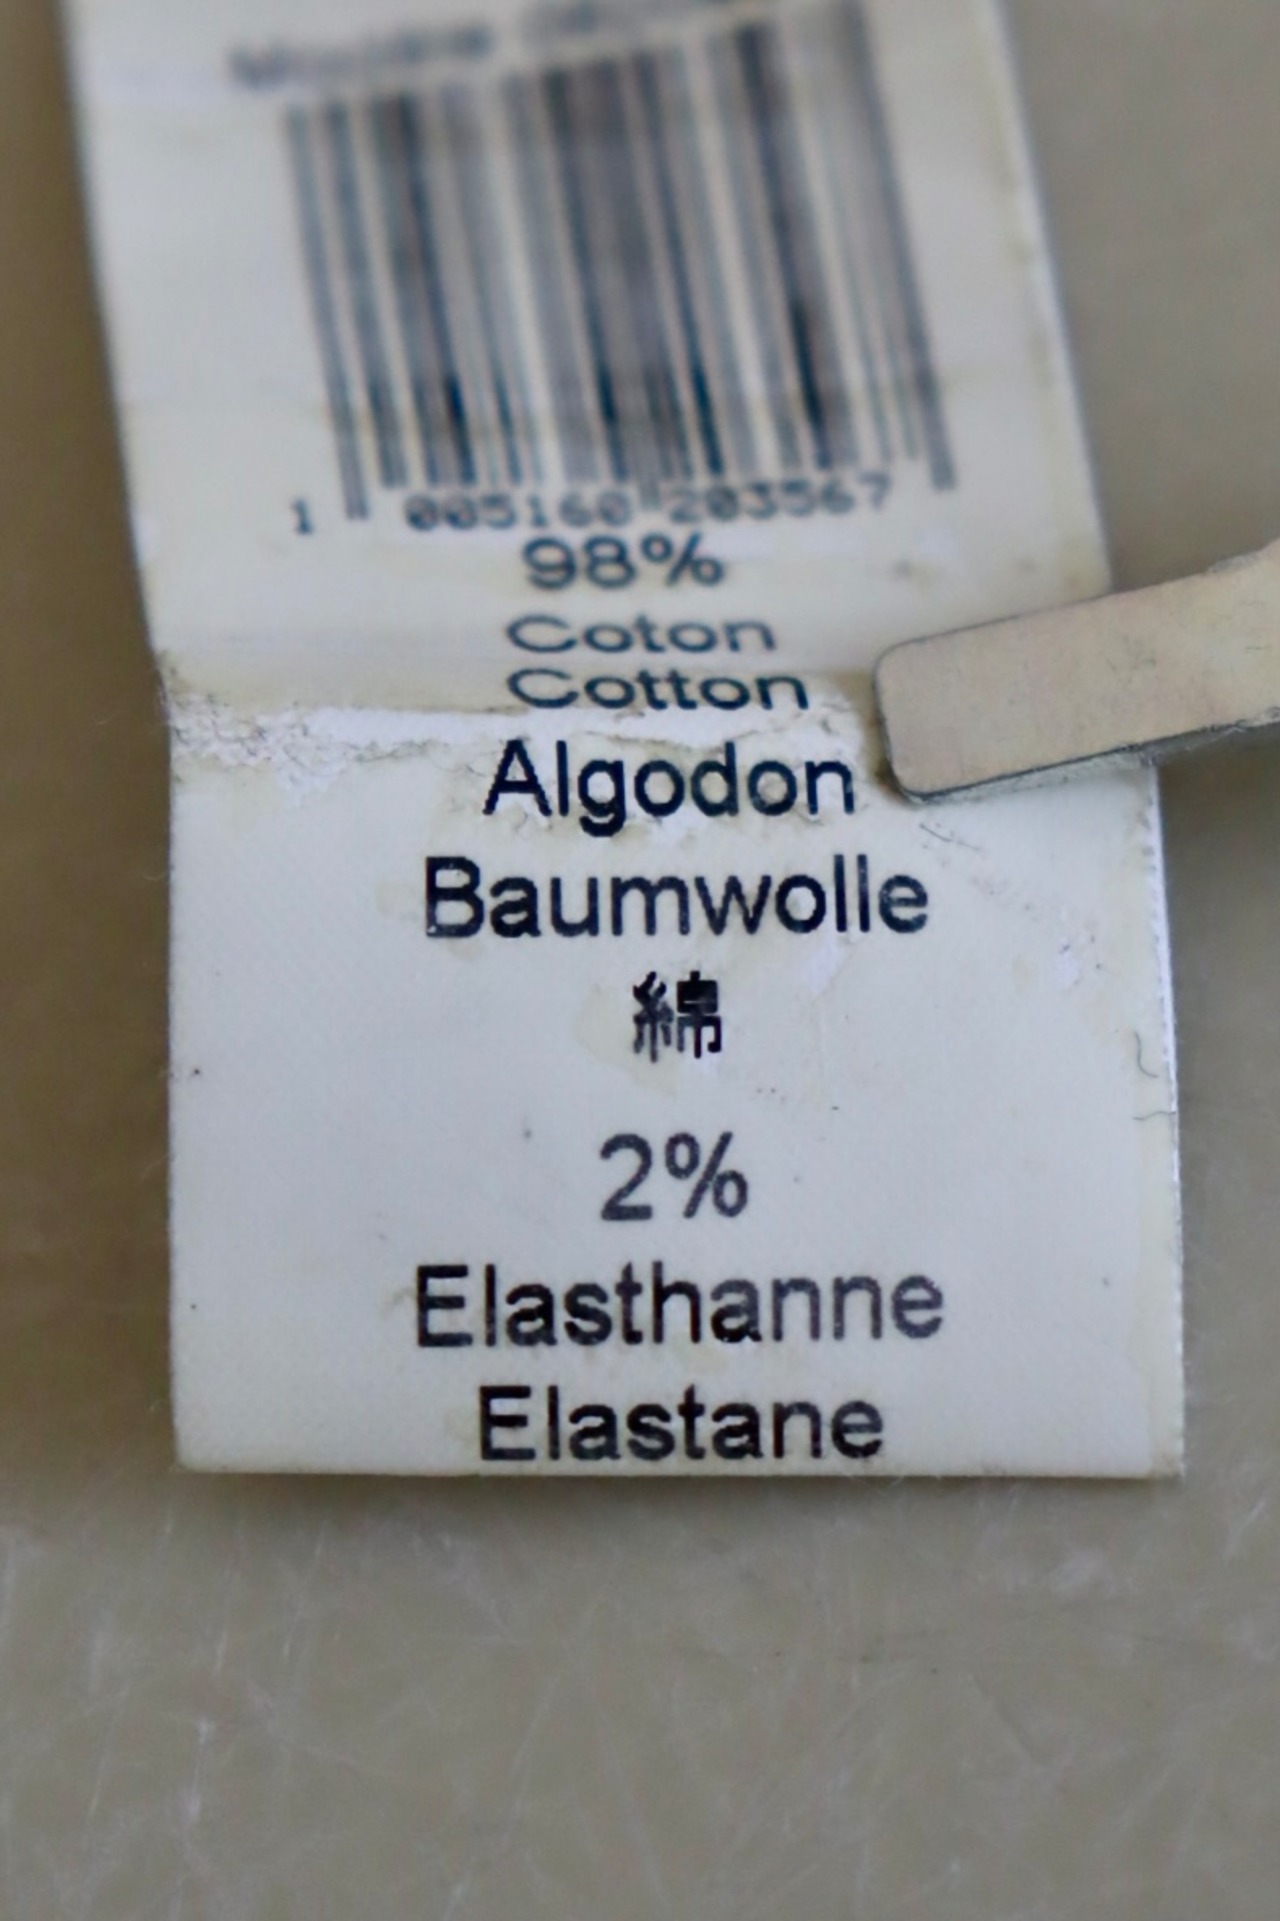 1 005160 203567
98%
Coton
Cotton
Algodon
Baumwolle
綿
2%
Elasthanne
Elastane